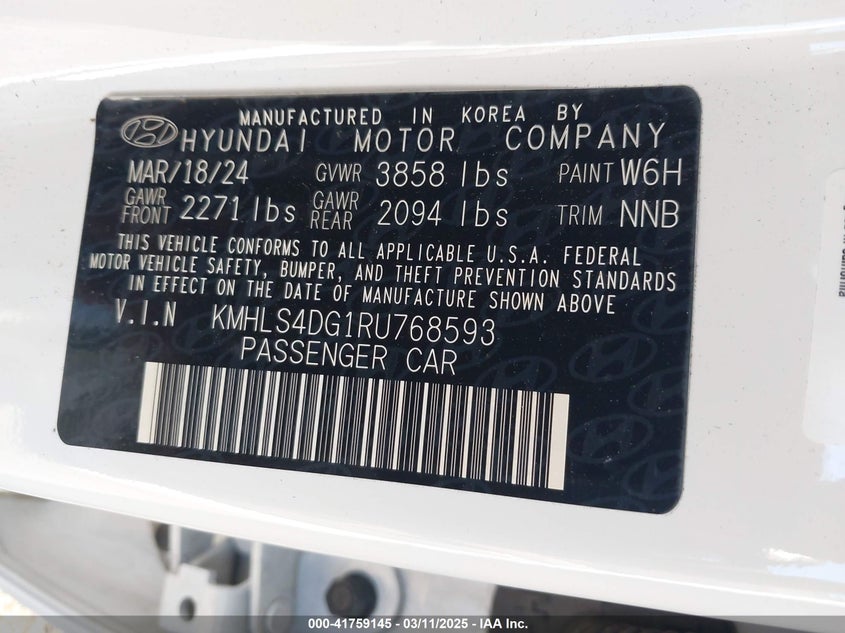 MANUFACTURED IN KOREA BY
HYUNDAI MOTOR COMPANY
MAR/18/24 GVWR 3858 lbs PAINT W6H
GAWR FRONT 2271 lbs GAWR REAR 2094 lbs TRIM NNB
THIS VEHICLE CONFORMS TO ALL APPLICABLE U.S.A. FEDERAL
MOTOR VEHICLE SAFETY, BUMPER, AND THEFT PREVENTION STANDARDS
IN EFFECT ON THE DATE OF MANUFACTURE SHOWN ABOVE
V.I.N KMHLS4DG1RU768593
PASSENGER CAR
000-41759145 - 03/11/2025 - IAA Inc.